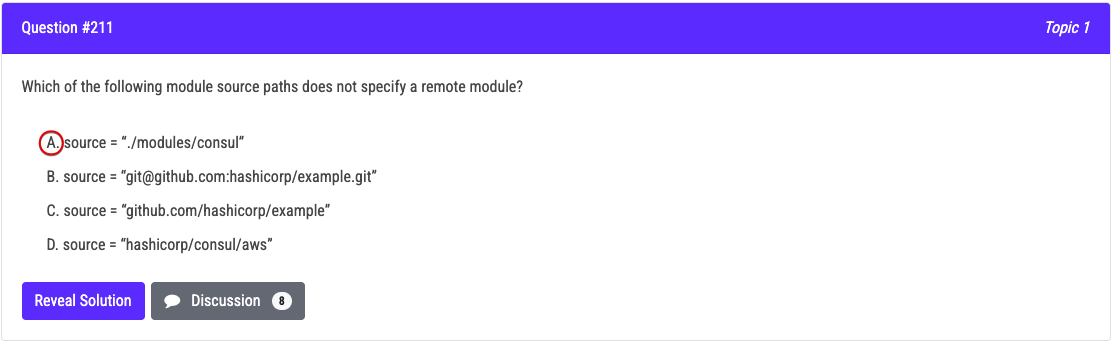 Question #211
Topic 1
Which of the following module source paths does not specify a remote module?
A. source = “./modules/consul”
B. source = “git@github.com:hashicorp/example.git”
C. source = “github.com/hashicorp/example”
D. source = “hashicorp/consul/aws”
Reveal Solution
Discussion 8